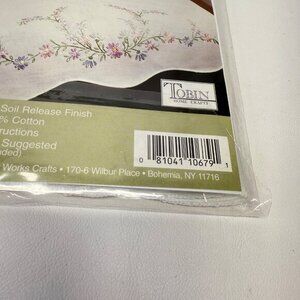 TOBIN
HOME CRAFTS
Soil Release Finish
% Cotton
ructions
Suggested
ded)
0 81041 10679 1
Works Crafts • 170-6 Wilbur Place • Bohemia, NY 11716